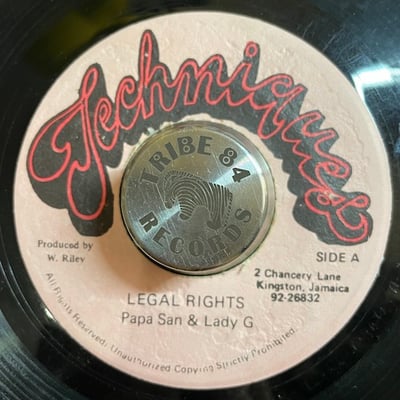 Techniques
TRIBE 84
RECORDS
Produced by
W. Riley
SIDE A
2 Chancery Lane
Kingston, Jamaica
92-26832
LEGAL RIGHTS
Papa San & Lady G
All Rights Reserved. Unauthorized Copying Strictly Prohibited.